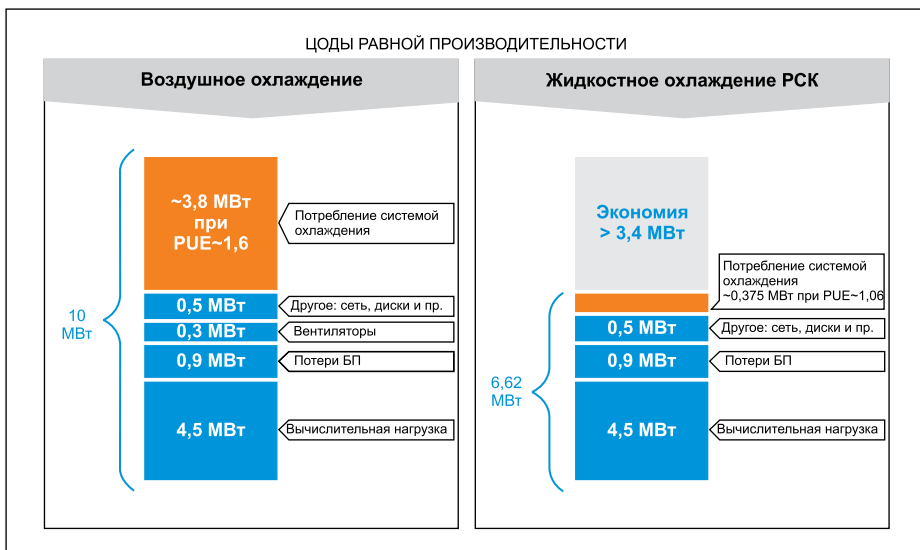 ЦОДЫ РАВНОЙ ПРОИЗВОДИТЕЛЬНОСТИ
Воздушное охлаждение
10
МВт
~3,8 МВт
при
PUE~1,6
Потребление системой
охлаждения
0,5 МВт
Другое: сеть, диски и пр.
0,3 МВт
Вентиляторы
0,9 МВт
Потери БП
4,5 МВт
Вычислительная нагрузка
Жидкостное охлаждение РСК
Экономия
> 3,4 МВт
Потребление системой
охлаждения
~0,375 МВт при PUE~1,06
6,62
МВт
0,5 МВт
Другое: сеть, диски и пр.
0,9 МВт
Потери БП
4,5 МВт
Вычислительная нагрузка